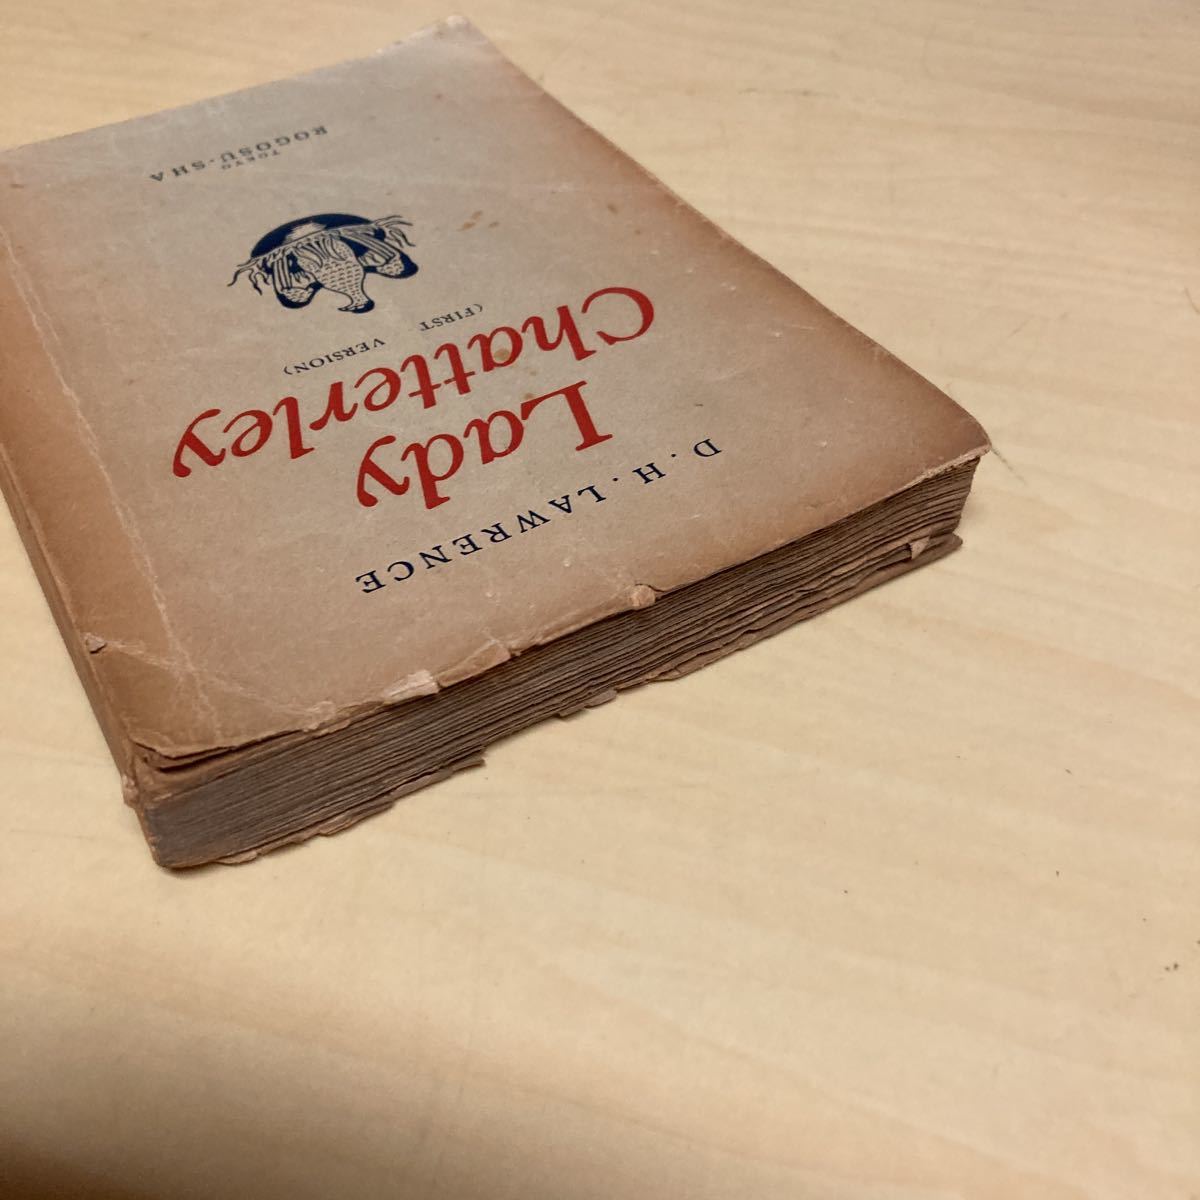 D. H. LAWRENCE
Lady
Chatterley
(FIRST VERSION)
TOKYO
ROGOSU-SHA